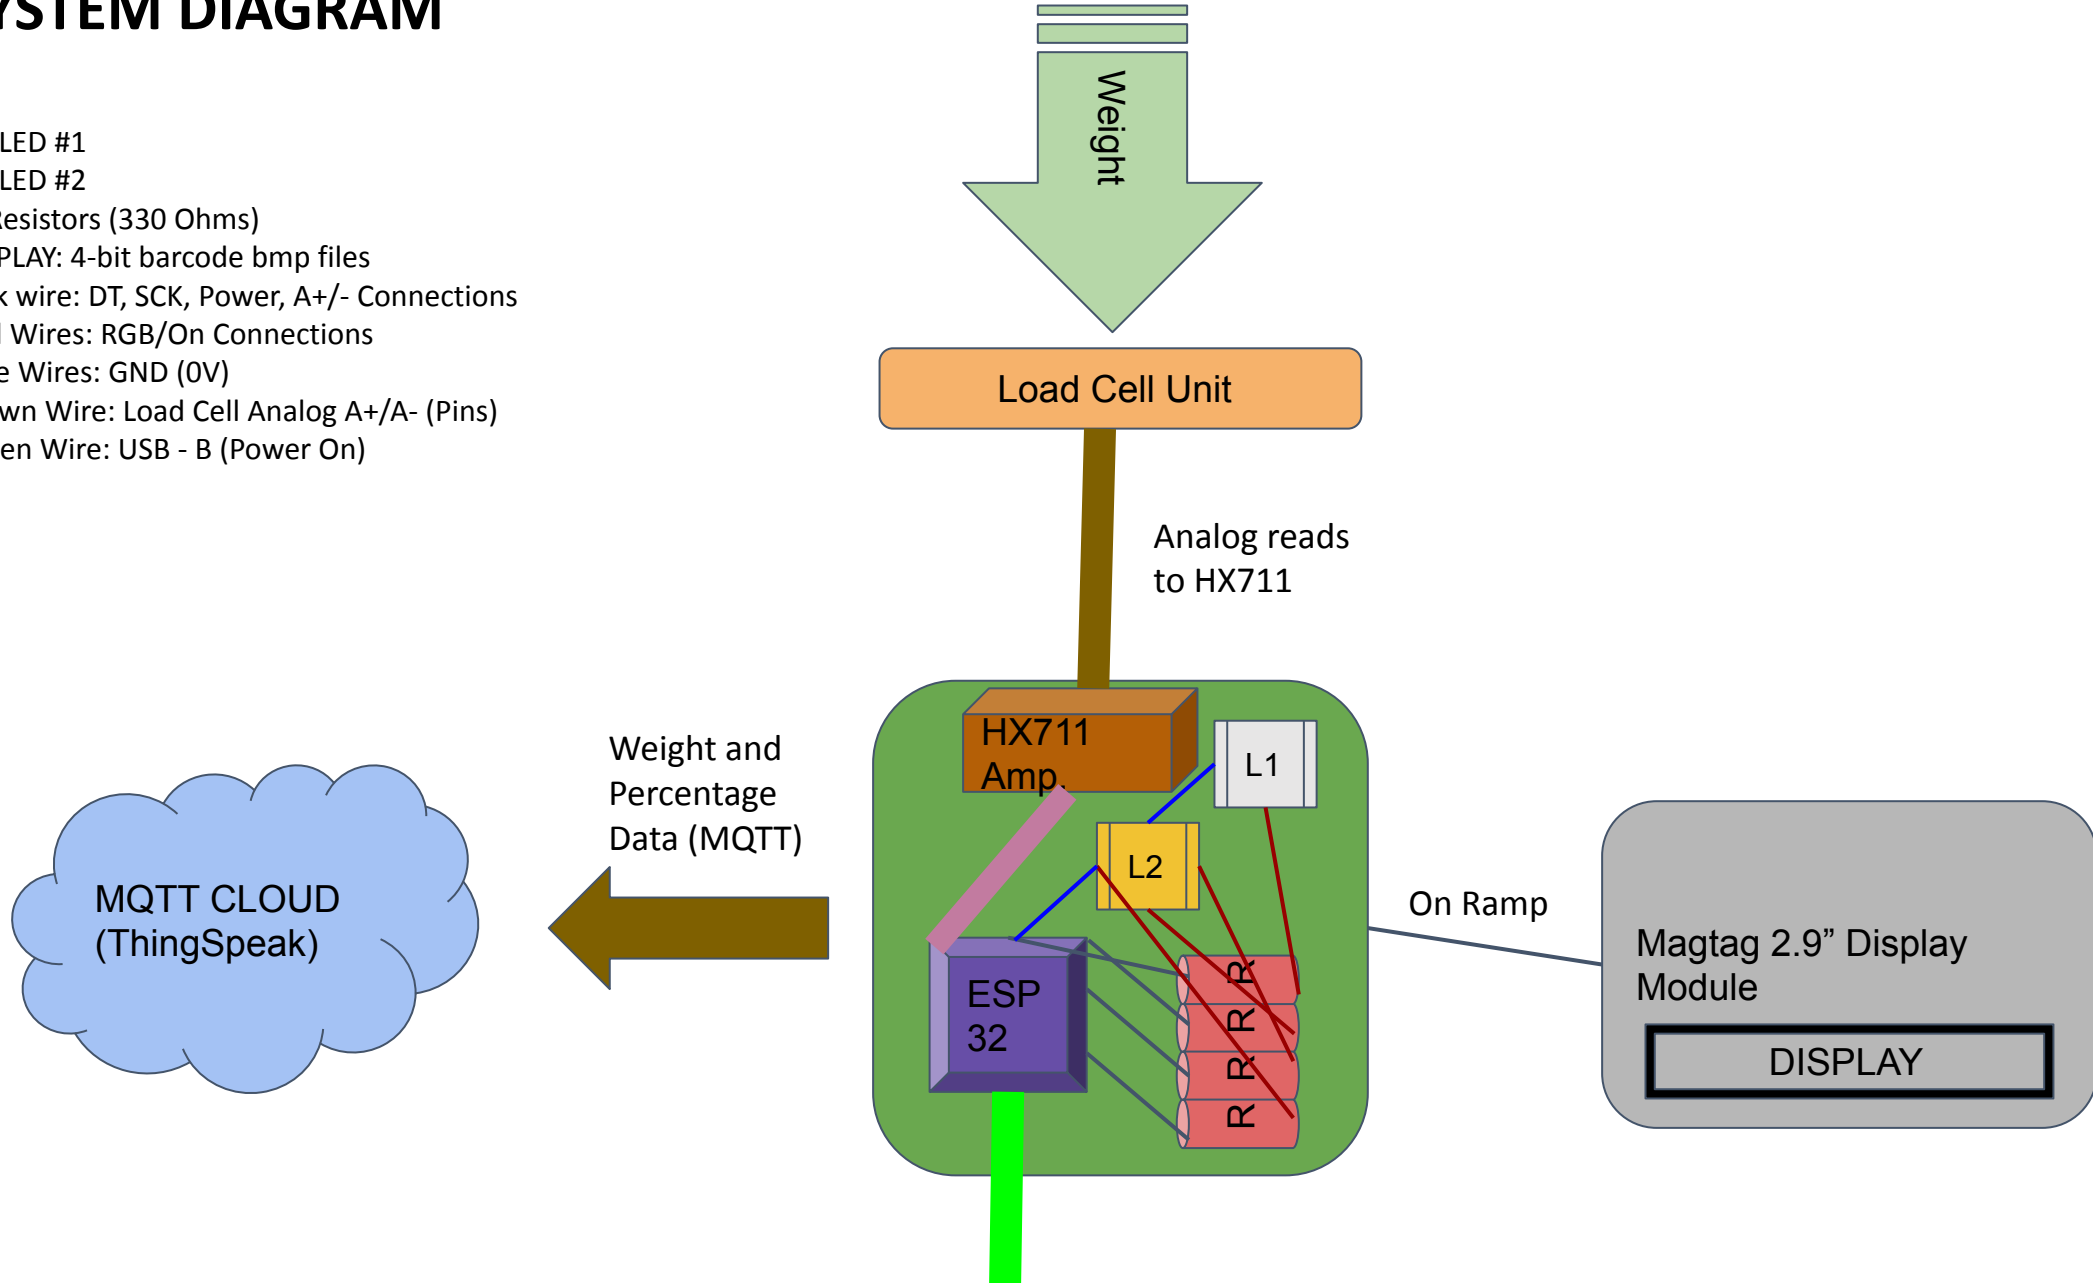 YSTEM DIAGRAM
LED #1
LED #2
Resistors (330 Ohms)
PLAY: 4-bit barcode bmp files
k wire: DT, SCK, Power, A+/- Connections
l Wires: RGB/On Connections
e Wires: GND (0V)
wn Wire: Load Cell Analog A+/A- (Pins)
en Wire: USB - B (Power On)
Weight
Load Cell Unit
Analog reads
to HX711
HX711
Amp.
L1
L2
Weight and
Percentage
Data (MQTT)
MQTT CLOUD
(ThingSpeak)
ESP
32
R
R
R
R
On Ramp
Magtag 2.9” Display
Module
DISPLAY